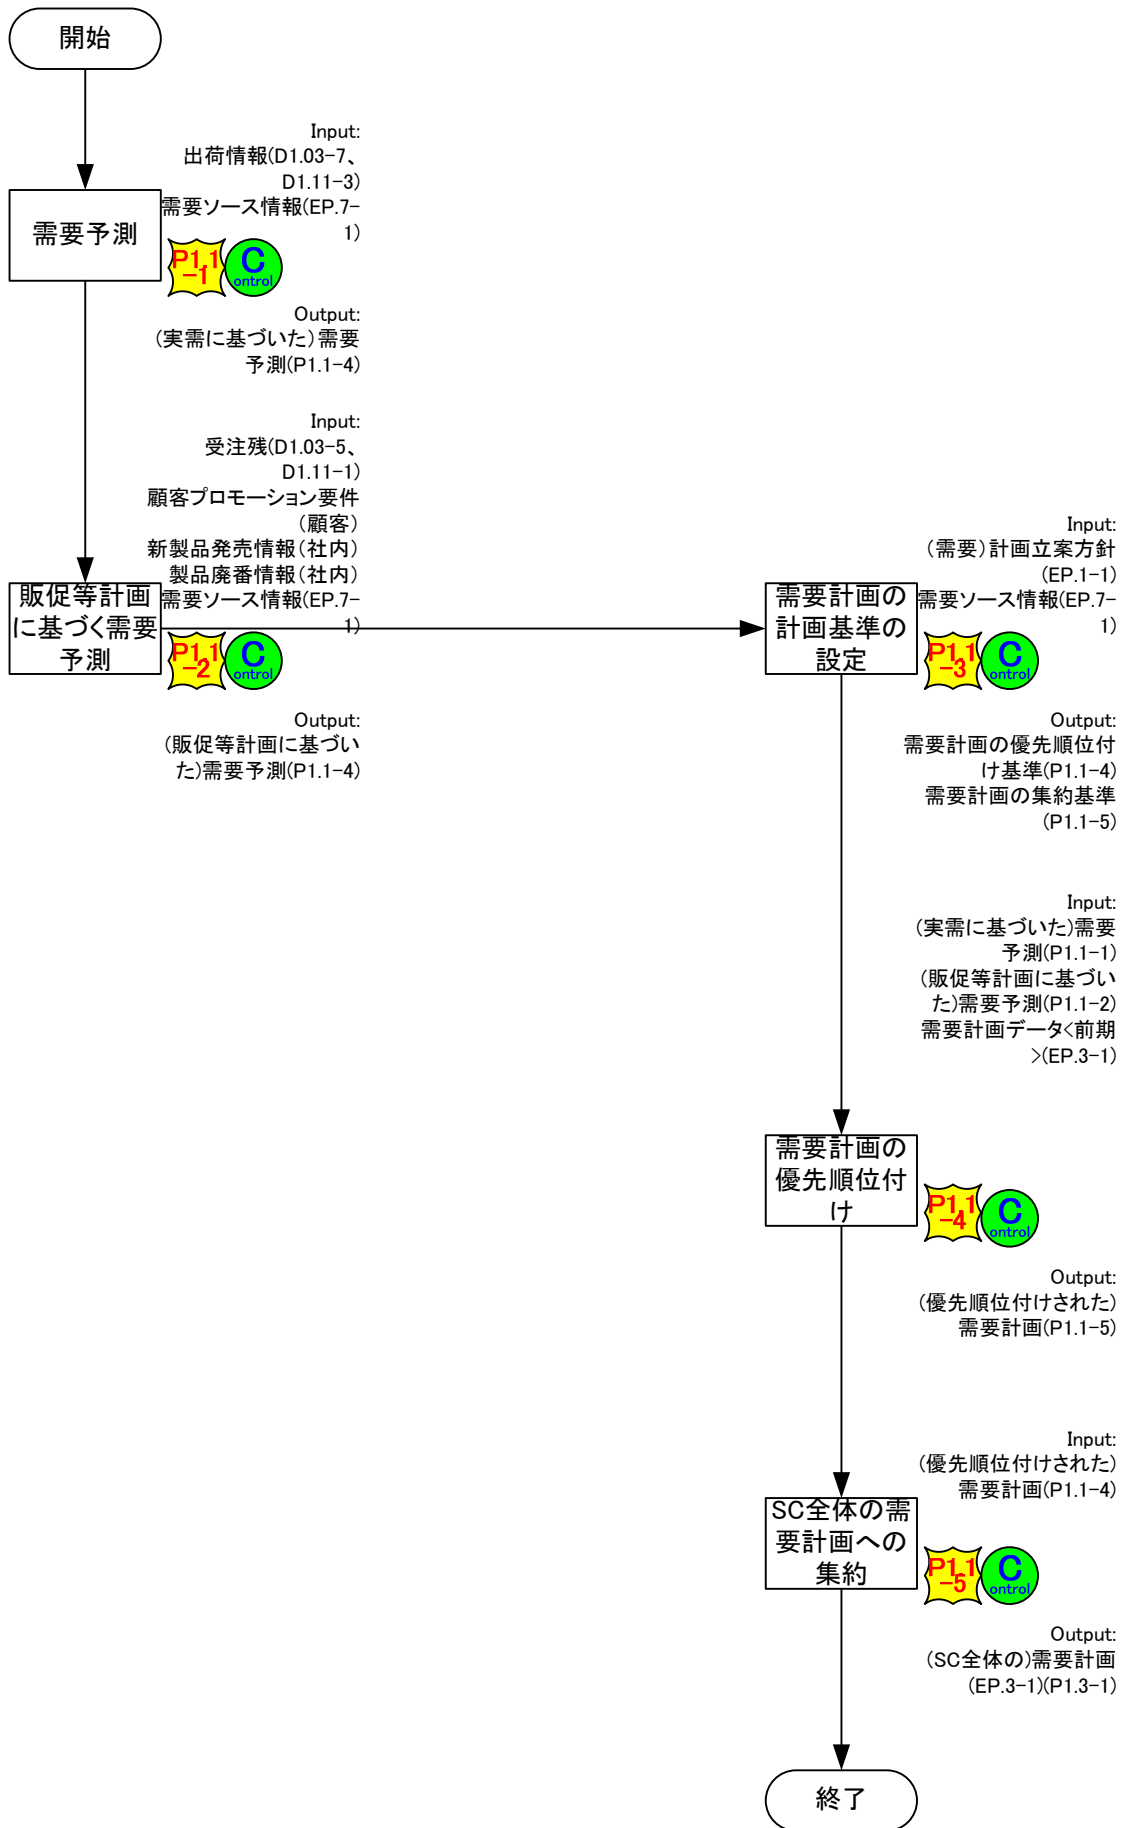 開始
Input:
出荷情報(D1.03-7、
D1.11-3)
需要ソース情報(EP.7-
1)
需要予測
P1.1
-1
C
ontrol
Output:
(実需に基づいた)需要
予測(P1.1-4)
Input:
受注残(D1.03-5、
D1.11-1)
顧客プロモーション要件
(顧客)
新製品発売情報(社内)
製品廃番情報(社内)
需要ソース情報(EP.7-
1)
販促等計画
に基づく需要
予測
P1.1
-2
C
ontrol
Output:
(販促等計画に基づい
た)需要予測(P1.1-4)
Input:
(需要)計画立案方針
(EP.1-1)
需要ソース情報(EP.7-
1)
需要計画の
計画基準の
設定
P1.1
-3
C
ontrol
Output:
需要計画の優先順位付
け基準(P1.1-4)
需要計画の集約基準
(P1.1-5)
Input:
(実需に基づいた)需要
予測(P1.1-1)
(販促等計画に基づい
た)需要予測(P1.1-2)
需要計画データ<前期
>(EP.3-1)
需要計画の
優先順位付
け
P1.1
-4
C
ontrol
Output:
(優先順位付けされた)
需要計画(P1.1-5)
Input:
(優先順位付けされた)
需要計画(P1.1-4)
SC全体の需
要計画への
集約
P1.1
-5
C
ontrol
Output:
(SC全体の)需要計画
(EP.3-1)(P1.3-1)
終了